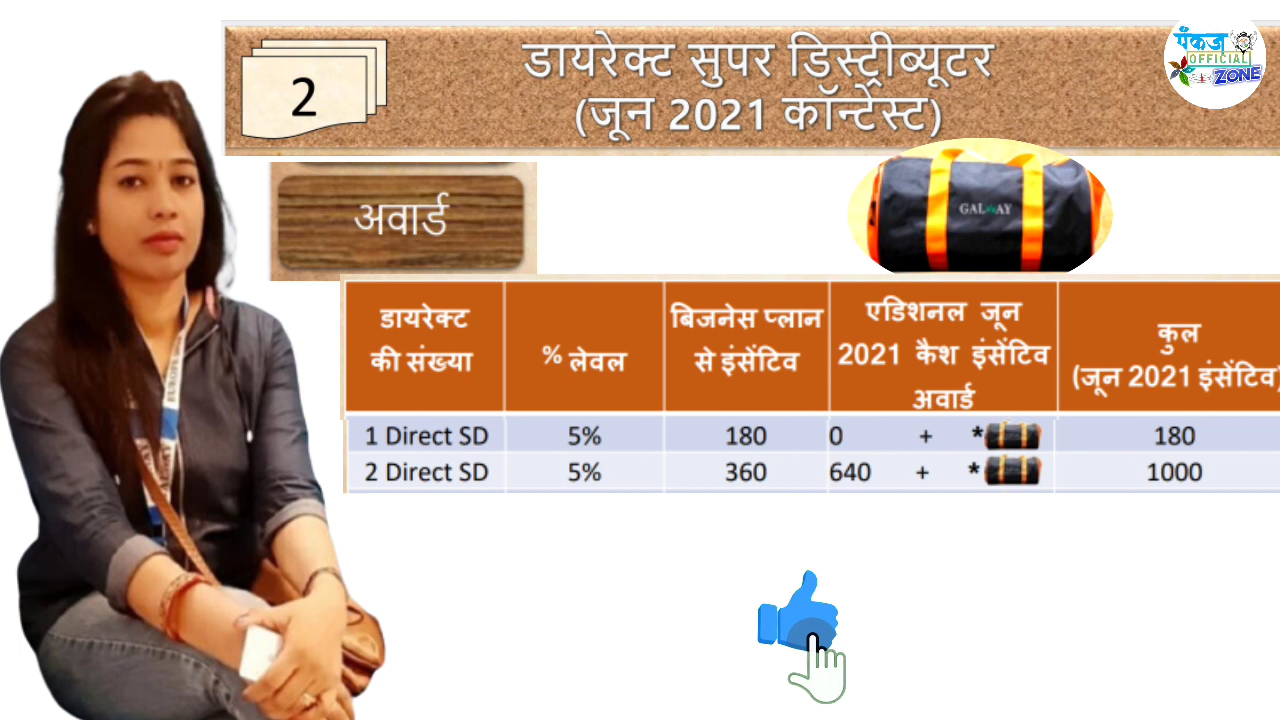 2
डायरेक्ट सुपर डिस्ट्रीब्यूटर
(जून 2021 कॉन्टेस्ट)
पंकज
OFFICIAL
ZONE
अवार्ड
GALWAY
डायरेक्ट
की संख्या
% लेवल
बिजनेस प्लान
से इंसेंटिव
एडिशनल जून
2021 कैश इंसेंटिव
अवार्ड
कुल
(जून 2021 इंसेंटिव)
1 Direct SD 5% 180 0 + * 180
2 Direct SD 5% 360 640 + * 1000